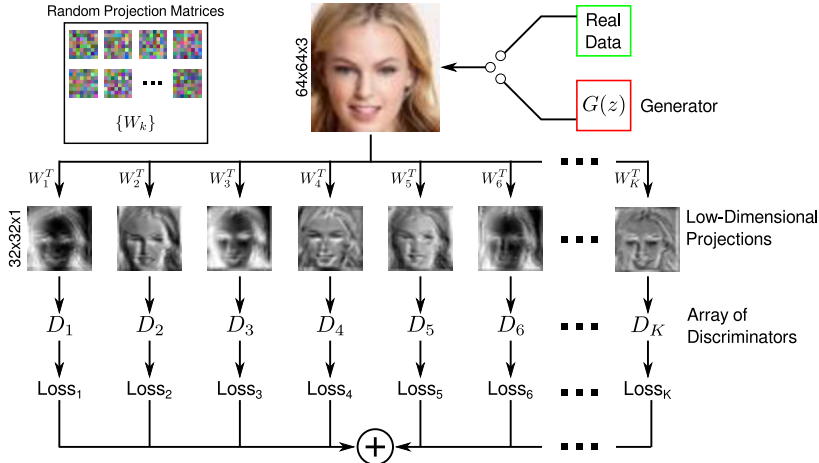 Random Projection Matrices
{W_k}
64x64x3
Real
Data
G(z)
Generator
W_1^T
W_2^T
W_3^T
W_4^T
W_5^T
W_6^T
W_K^T
32x32x1
Low-Dimensional
Projections
D_1
D_2
D_3
D_4
D_5
D_6
D_K
Array of
Discriminators
Loss_1
Loss_2
Loss_3
Loss_4
Loss_5
Loss_6
Loss_K
+